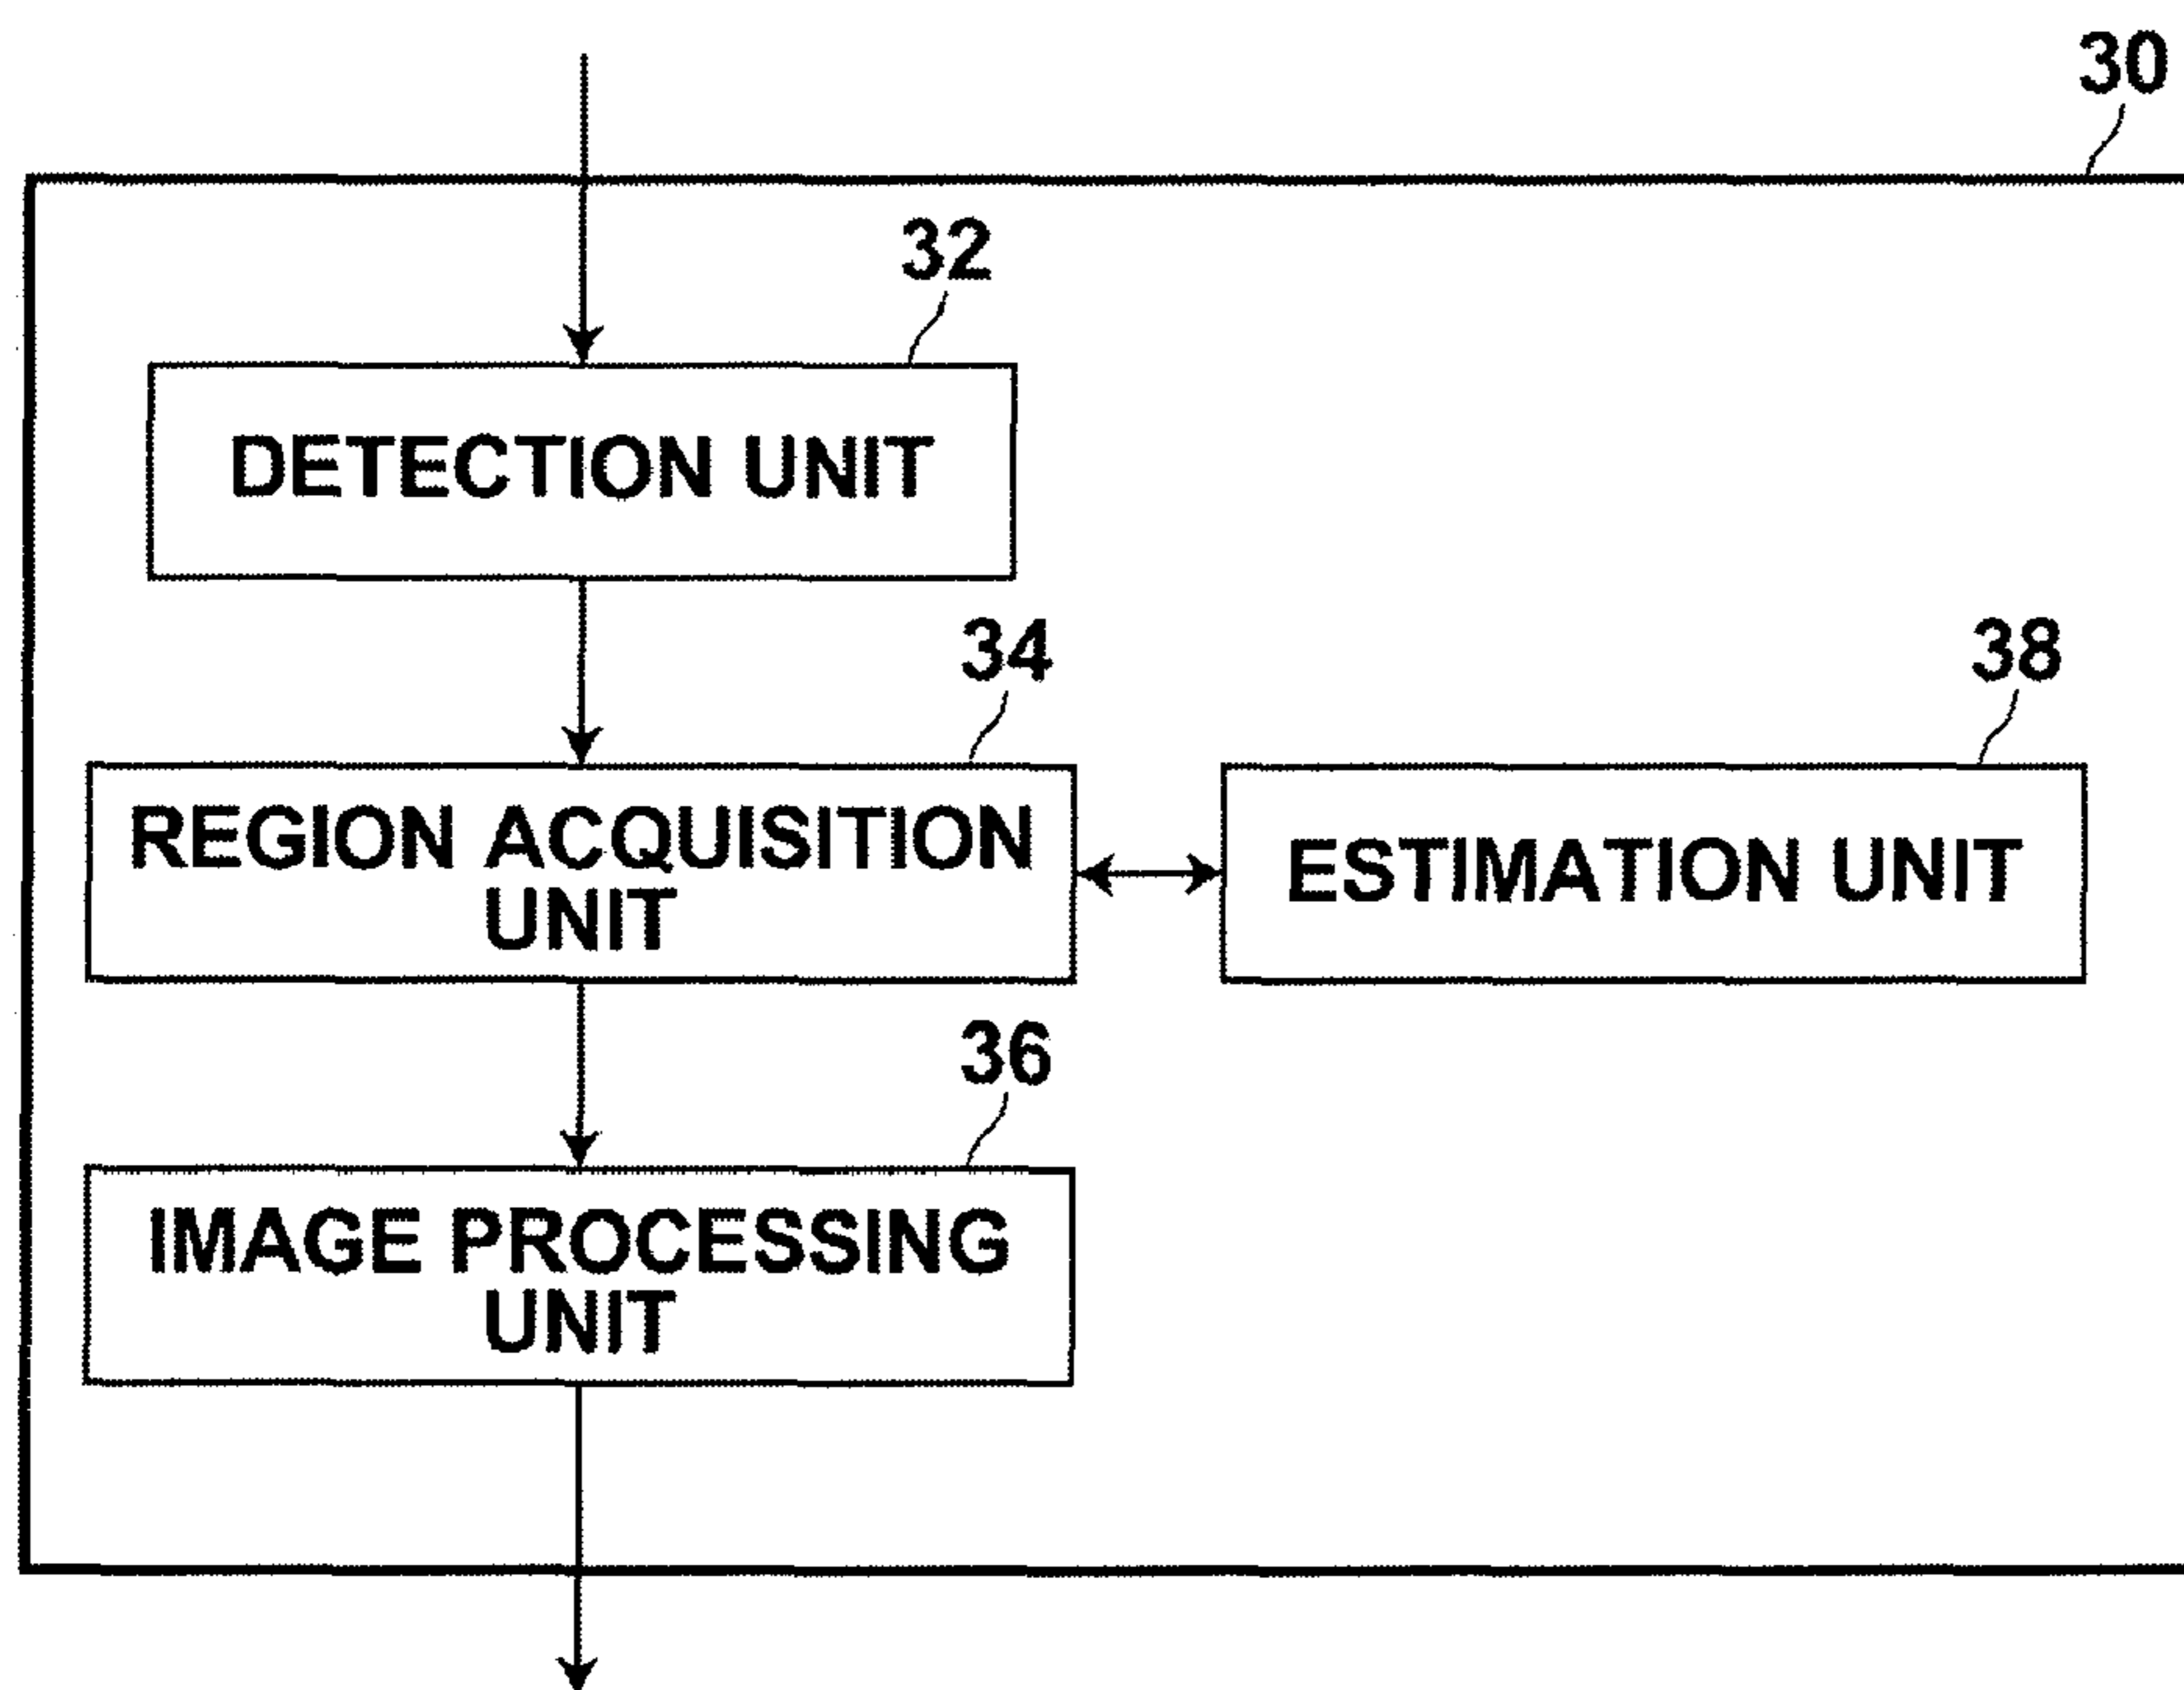 30
32
DETECTION UNIT
34
38
REGION ACQUISITION
UNIT
ESTIMATION UNIT
36
IMAGE PROCESSING
UNIT